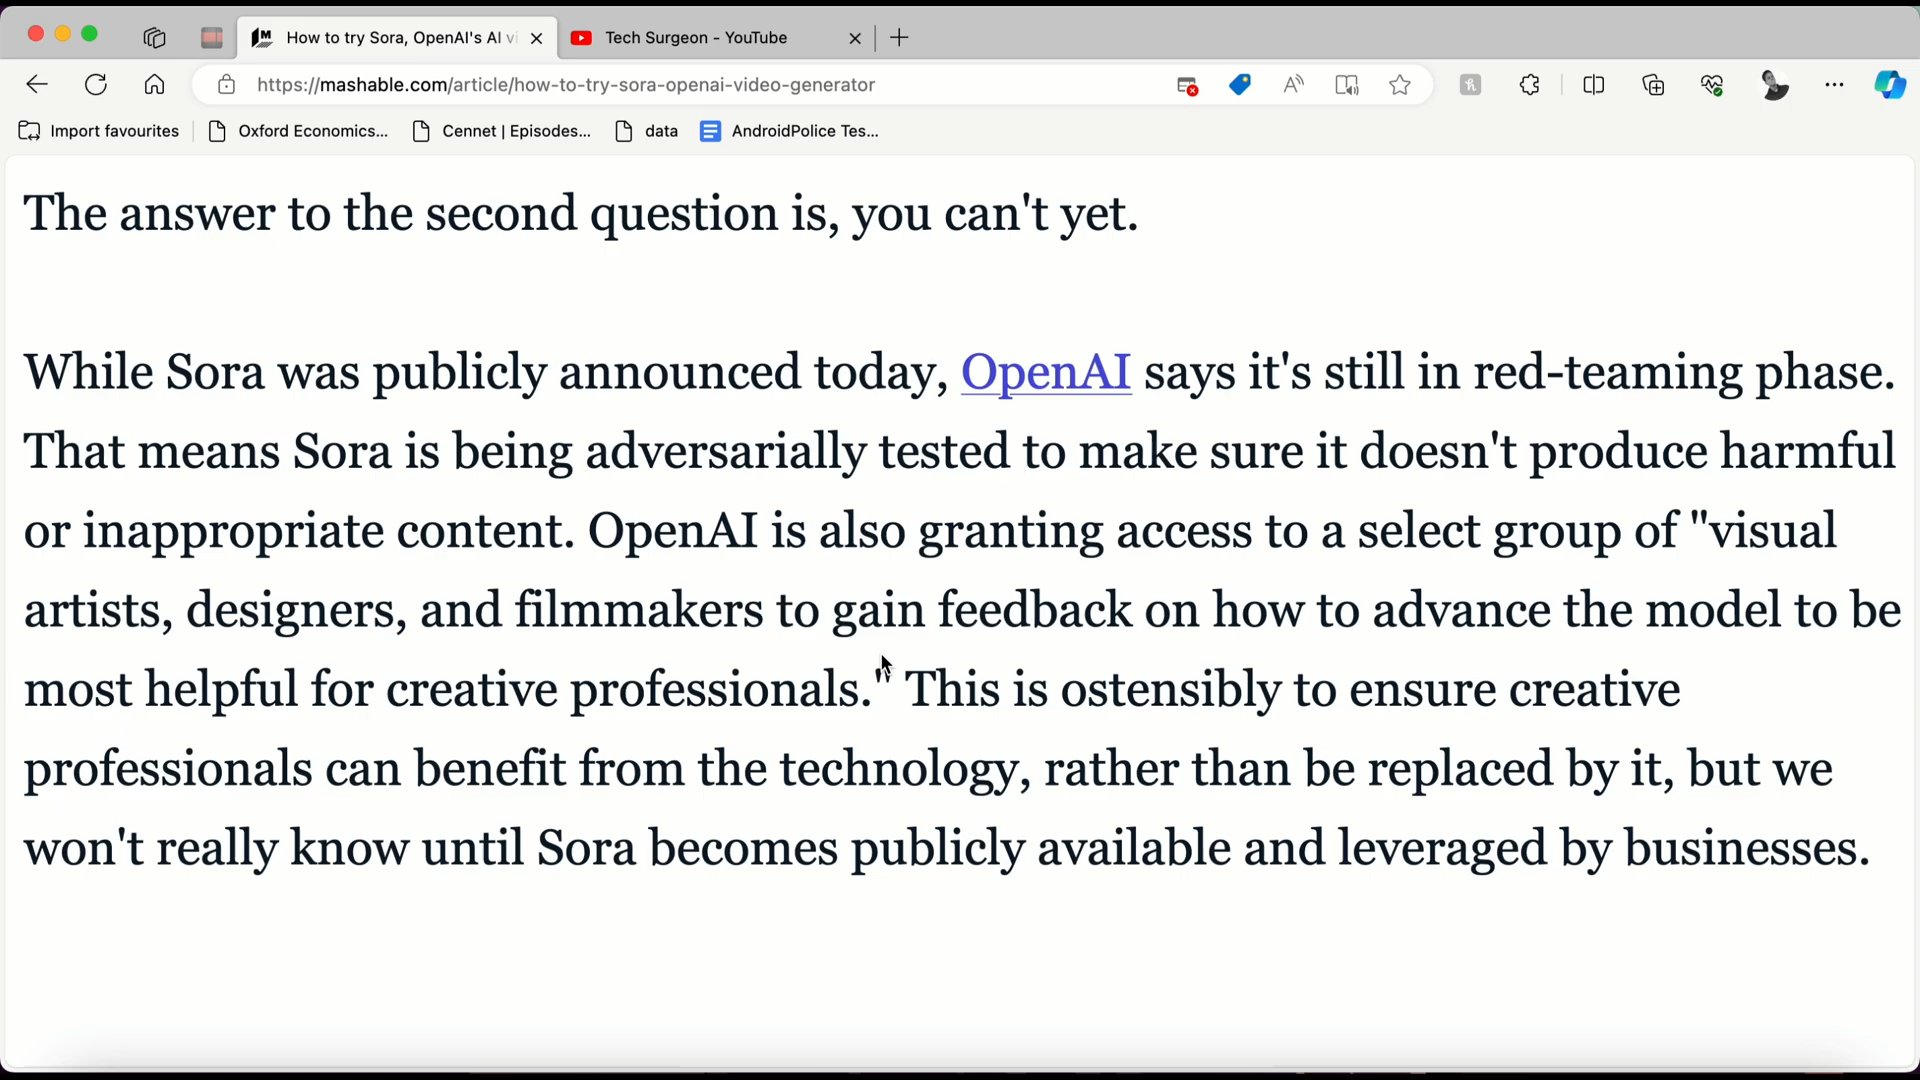 How to try Sora, OpenAI's AI vi
Tech Surgeon - YouTube
https://mashable.com/article/how-to-try-sora-openai-video-generator
Import favourites
Oxford Economics...
Cennet | Episodes...
data
AndroidPolice Tes...
The answer to the second question is, you can't yet.
While Sora was publicly announced today, OpenAI says it's still in red-teaming phase.
That means Sora is being adversarially tested to make sure it doesn't produce harmful
or inappropriate content. OpenAI is also granting access to a select group of "visual
artists, designers, and filmmakers to gain feedback on how to advance the model to be
most helpful for creative professionals." This is ostensibly to ensure creative
professionals can benefit from the technology, rather than be replaced by it, but we
won't really know until Sora becomes publicly available and leveraged by businesses.